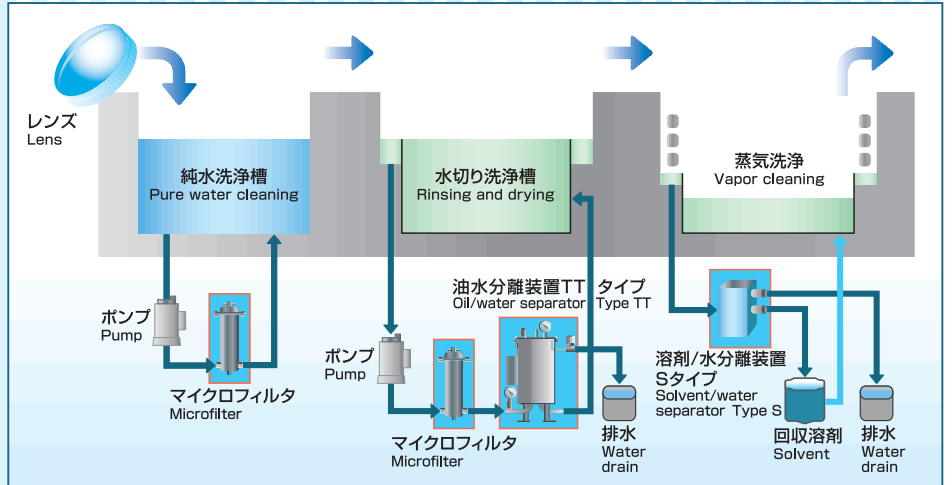 レンズ
Lens
純水洗浄槽
Pure water cleaning
水切り洗浄槽
Rinsing and drying
蒸気洗浄
Vapor cleaning
ポンプ
Pump
マイクロフィルタ
Microfilter
油水分離装置TT タイプ
Oil/water separator Type TT
ポンプ
Pump
マイクロフィルタ
Microfilter
排水
Water
drain
溶剤/水分離装置
Sタイプ
Solvent/water
separator Type S
回収溶剤
Solvent
排水
Water
drain